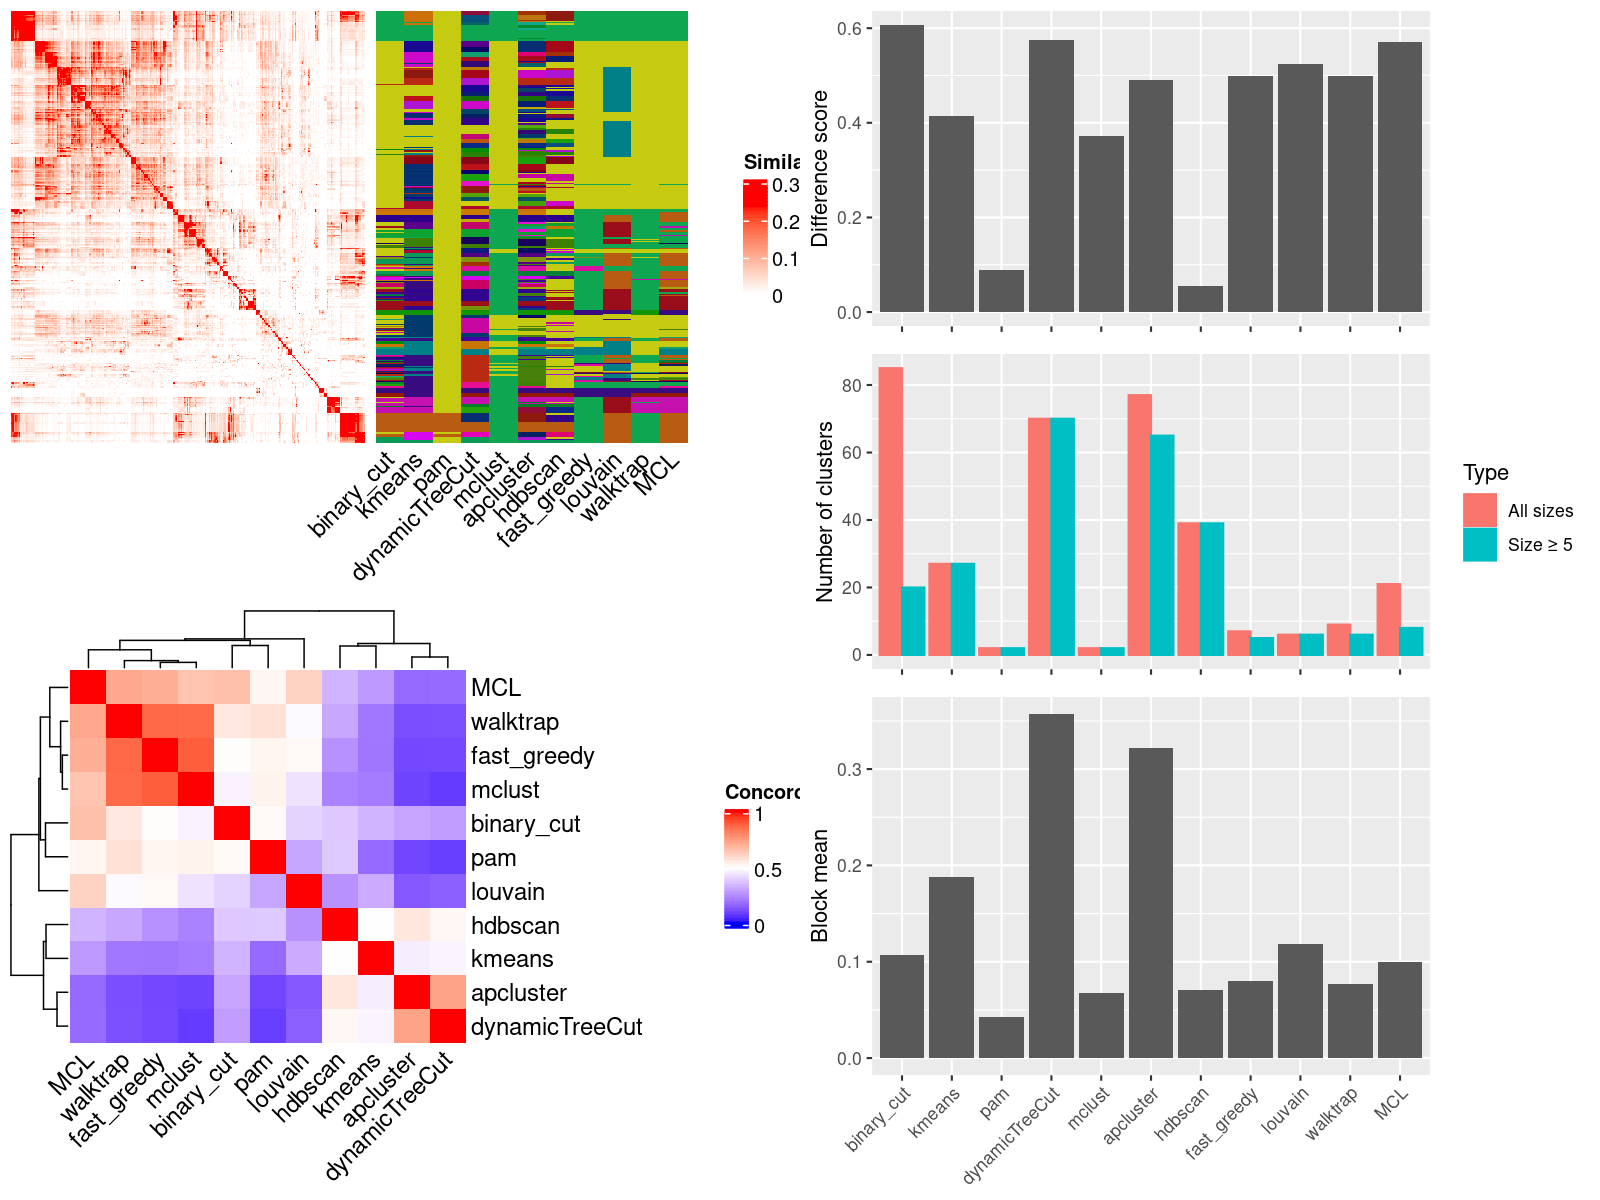 Simila
0.3
0.2
0.1
0
binary_cut
kmeans
pam
dynamicTreeCut
mclust
apcluster
hdbscan
fast_greedy
louvain
walktrap
MCL
MCL
walktrap
fast_greedy
mclust
binary_cut
pam
louvain
hdbscan
kmeans
apcluster
dynamicTreeCut
MCL
walktrap
fast_greedy
mclust
binary_cut
pam
louvain
hdbscan
kmeans
apcluster
dynamicTreeCut
Concord
1
0.5
0
Difference score
0.6
0.4
0.2
0.0
Number of clusters
80
60
40
20
0
Type
All sizes
Size ≥ 5
Block mean
0.3
0.2
0.1
0.0
binary_cut
kmeans
pam
dynamicTreeCut
mclust
apcluster
hdbscan
fast_greedy
louvain
walktrap
MCL